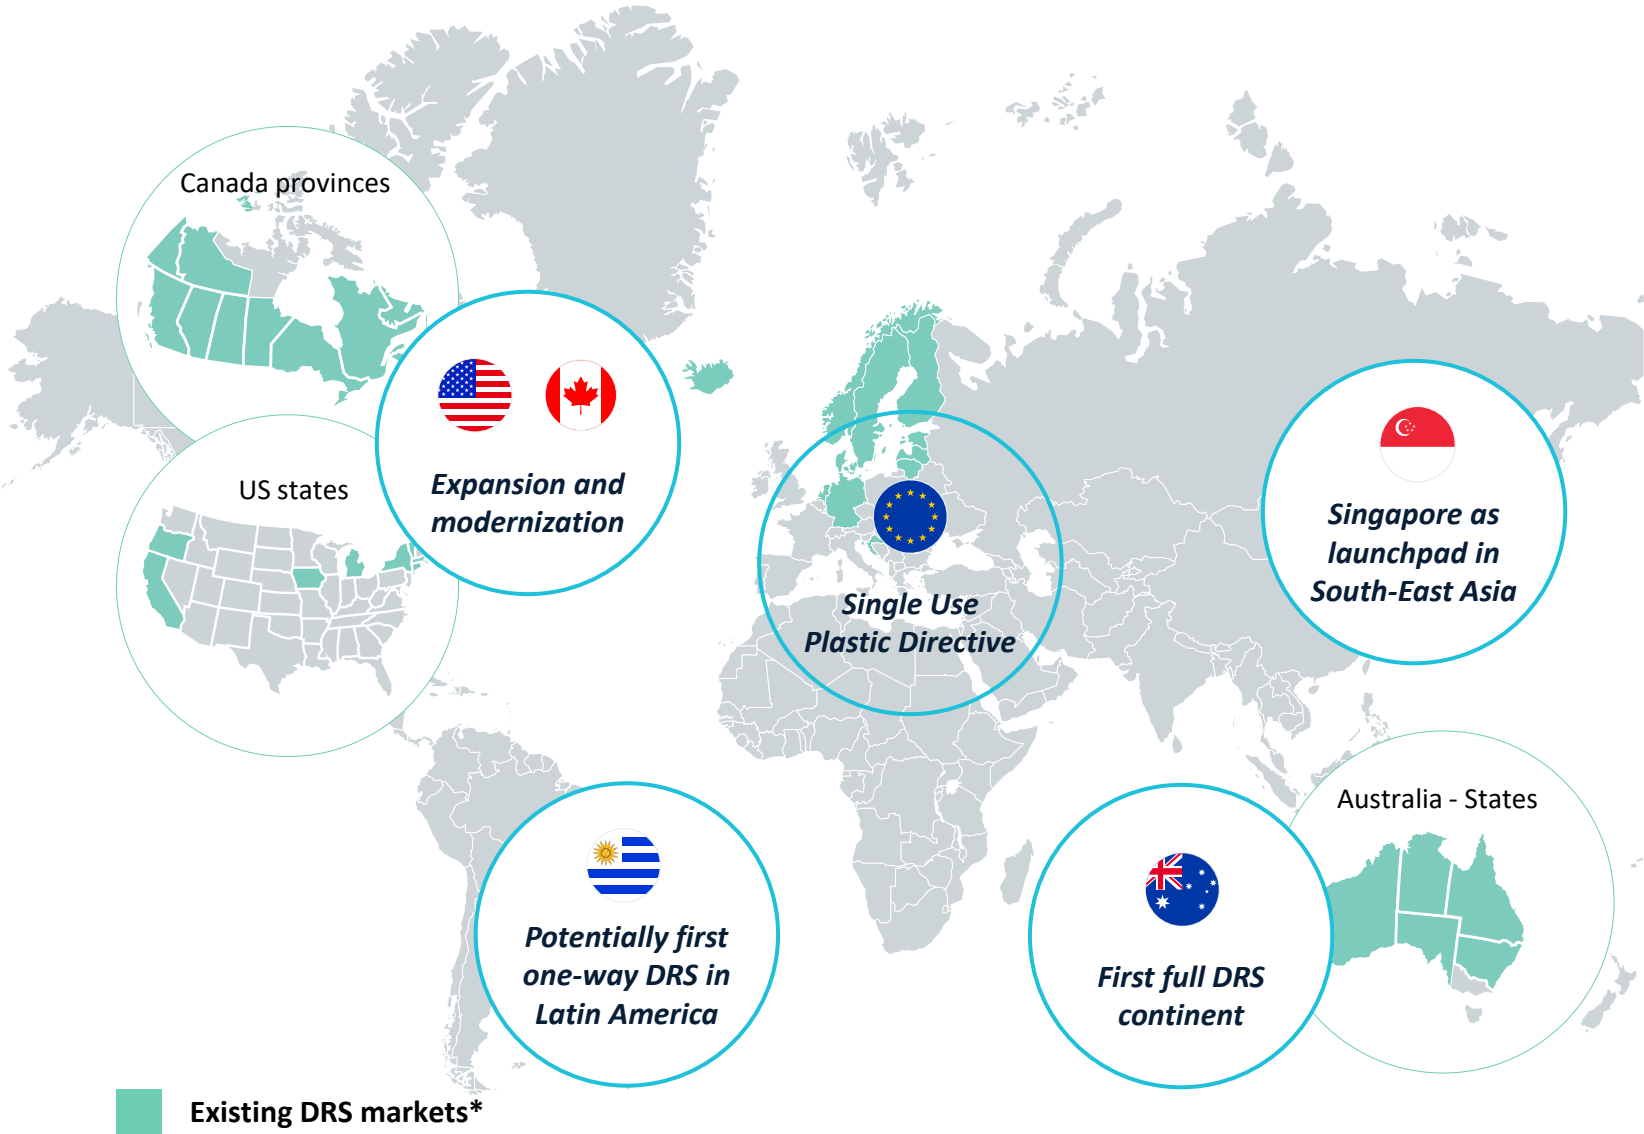 Canada provinces
US states
Expansion and
modernization
Single Use
Plastic Directive
Singapore as
launchpad in
South-East Asia
Potentially first
one-way DRS in
Latin America
First full DRS
continent
Australia - States
Existing DRS markets*